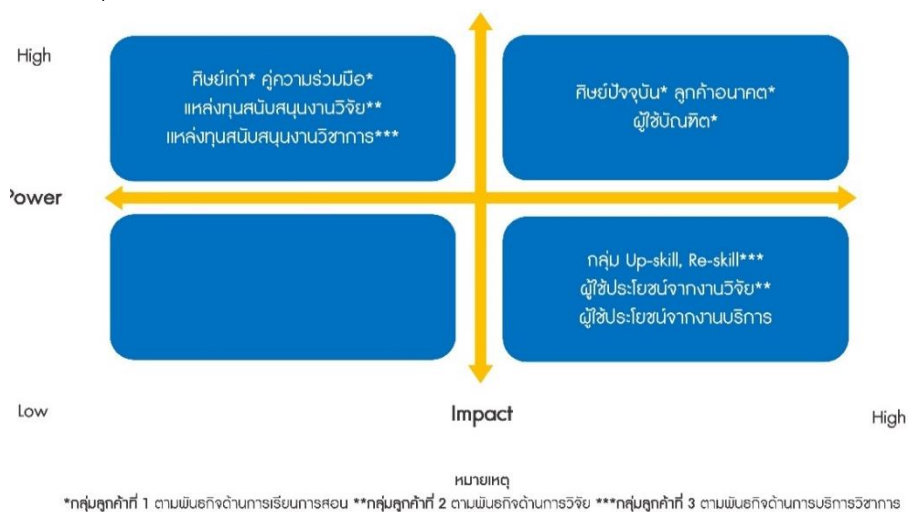 High
ศิษย์เก่า* คู่ความร่วมมือ*
แหล่งทุนสนับสนุนงานวิจัย**
แหล่งทุนสนับสนุนงานวิชาการ***
ศิษย์ปัจจุบัน* ลูกค้าอนาคต*
ผู้ใช้บัณฑิต*
Power
กลุ่ม Up-skill, Re-skill***
ผู้ใช้ประโยชน์จากงานวิจัย**
ผู้ใช้ประโยชน์จากงานบริการ
Low
Impact
High
หมายเหตุ
*กลุ่มลูกค้าที่ 1 ตามพันธกิจด้านการเรียนการสอน **กลุ่มลูกค้าที่ 2 ตามพันธกิจด้านการวิจัย ***กลุ่มลูกค้าที่ 3 ตามพันธกิจด้านการบริการวิชาการ